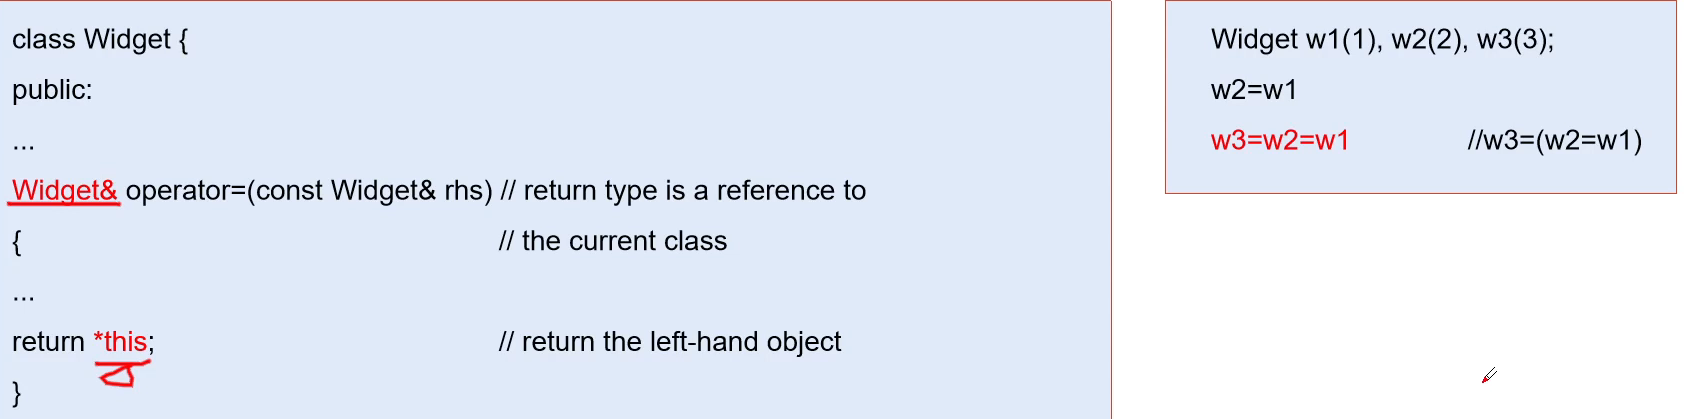 class Widget {
public:
...
Widget& operator=(const Widget& rhs) // return type is a reference to
{ // the current class
...
return *this; // return the left-hand object
}
Widget w1(1), w2(2), w3(3);
w2=w1
w3=w2=w1 //w3=(w2=w1)